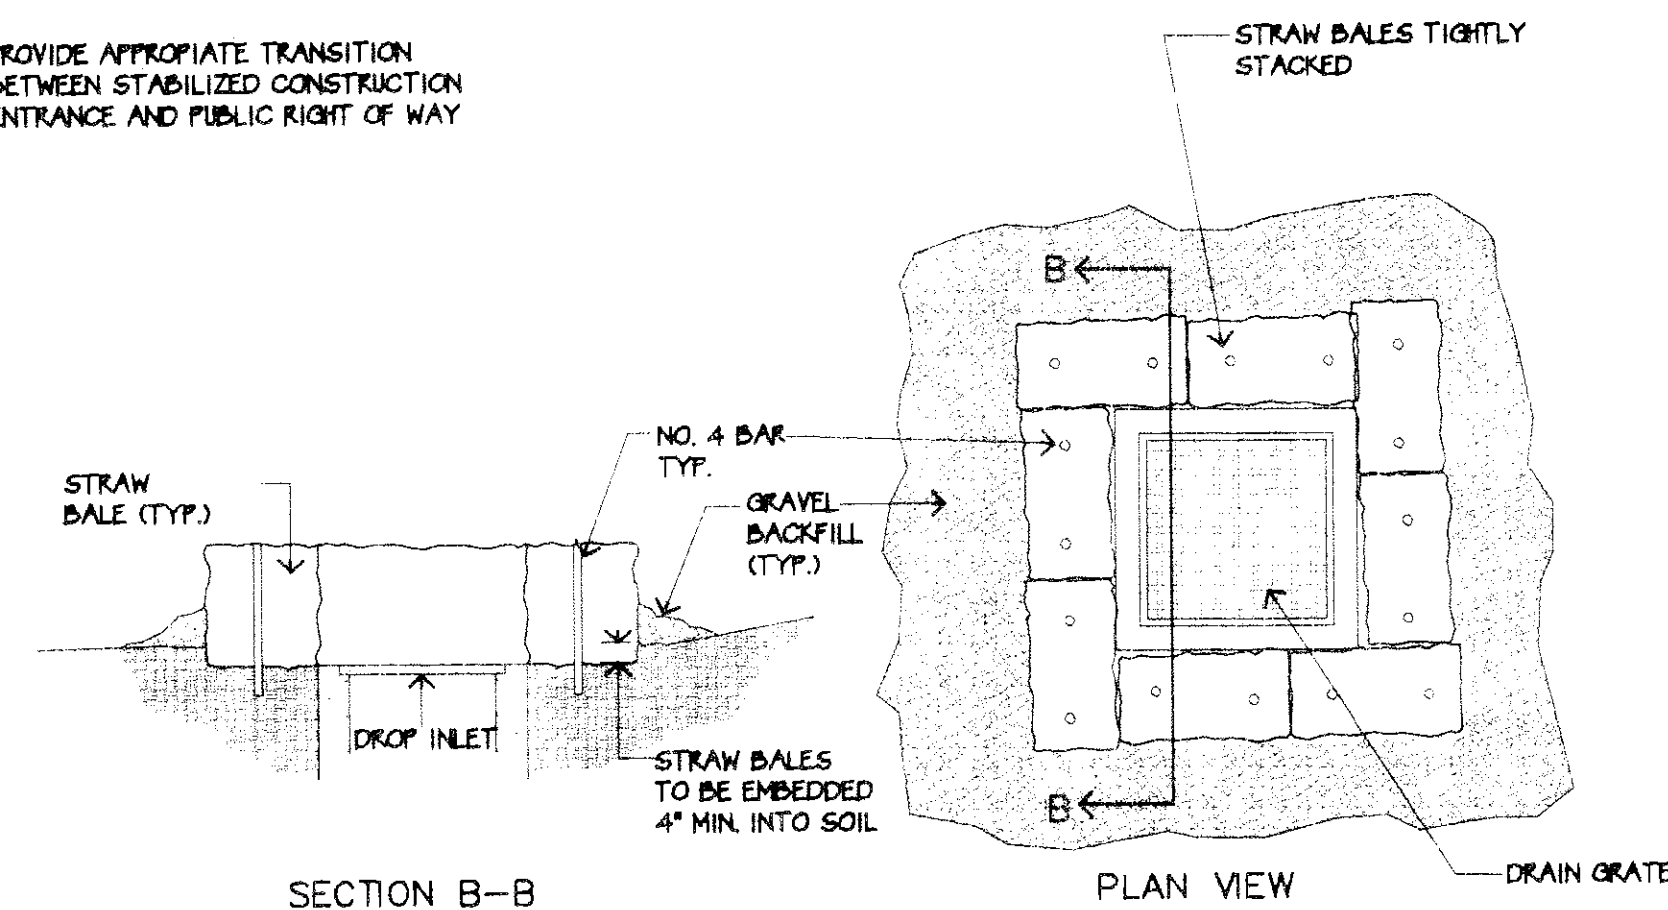 ROVIDE APPROPIATE TRANSITION
BETWEEN STABILIZED CONSTRUCTION
ENTRANCE AND PUBLIC RIGHT OF WAY
STRAW BALES TIGHTLY
STACKED
B
NO. 4 BAR
TYP.
STRAW
BALE (TYP.)
GRAVEL
BACKFILL
(TYP.)
DROP INLET
STRAW BALES
TO BE EMBEDDED
4" MIN. INTO SOIL
B
DRAIN GRATE
SECTION B-B
PLAN VIEW